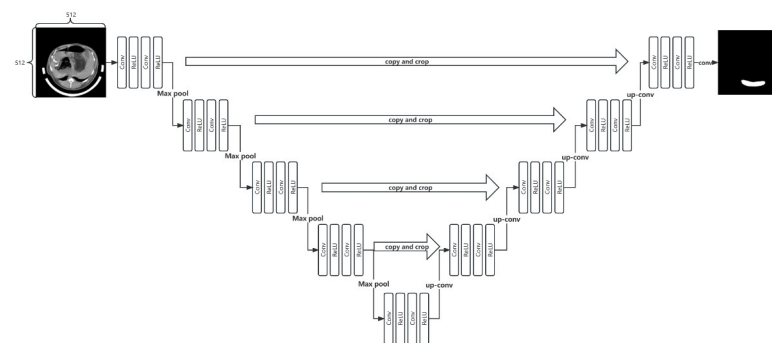 512
512
Conv ReLU Conv ReLU
copy and crop
Conv ReLU Conv ReLU
conv
Max pool
up-conv
Conv ReLU Conv ReLU
copy and crop
Conv ReLU Conv ReLU
Max pool
up-conv
Conv ReLU Conv ReLU
copy and crop
Conv ReLU Conv ReLU
Max pool
up-conv
Conv ReLU Conv ReLU
copy and crop
Conv ReLU Conv ReLU
Max pool
up-conv
Conv ReLU Conv ReLU